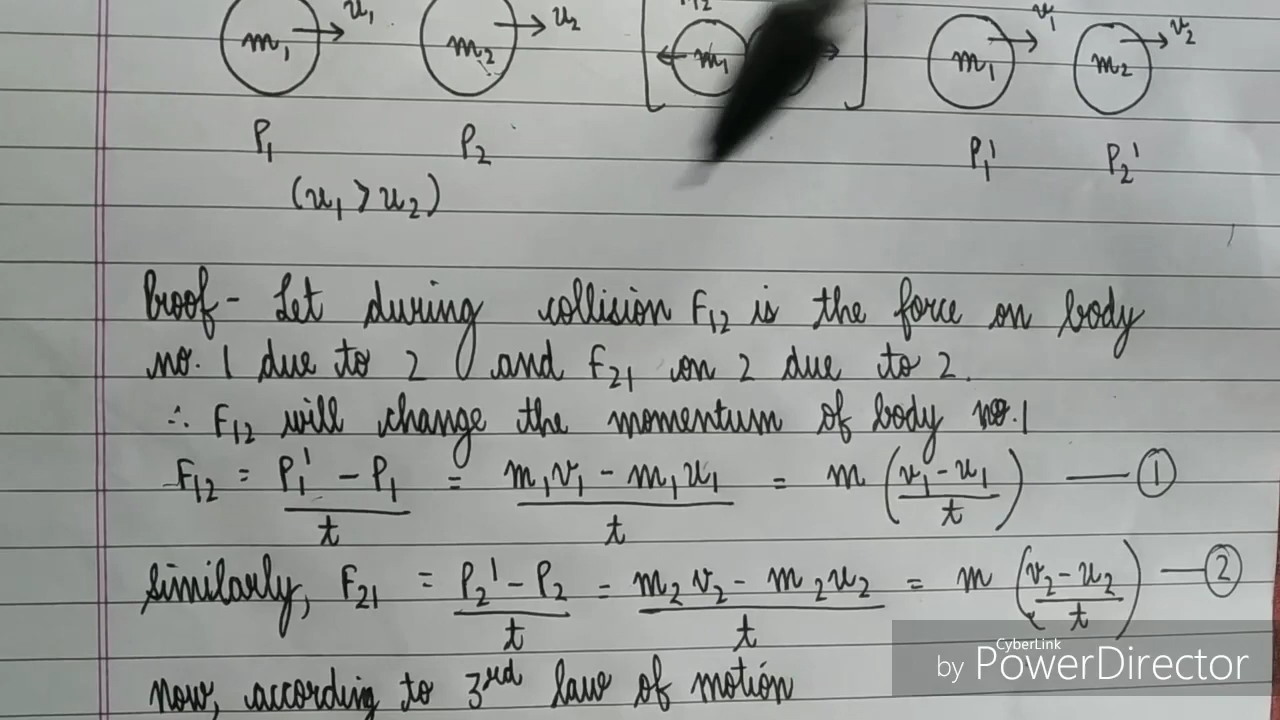 m₁ u₁ m₂ u₂ m₁ m₁ v₁ m₂ v₂
P₁ P₂ P₁' P₂'
(u₁ > u₂)
Proof - Let during collision F₁₂ is the force on body
no. 1 due to 2 and F₂₁ on 2 due to 2.
∴ F₁₂ will change the momentum of body no. 1
F₁₂ = (P₁' - P₁)/t = (m₁v₁ - m₁u₁)/t = m ((v₁ - u₁)/t) — ①
Similarly, F₂₁ = (P₂' - P₂)/t = (m₂v₂ - m₂u₂)/t = m ((v₂ - u₂)/t) — ②
Now, according to 3rd law of motion
CyberLink
by PowerDirector